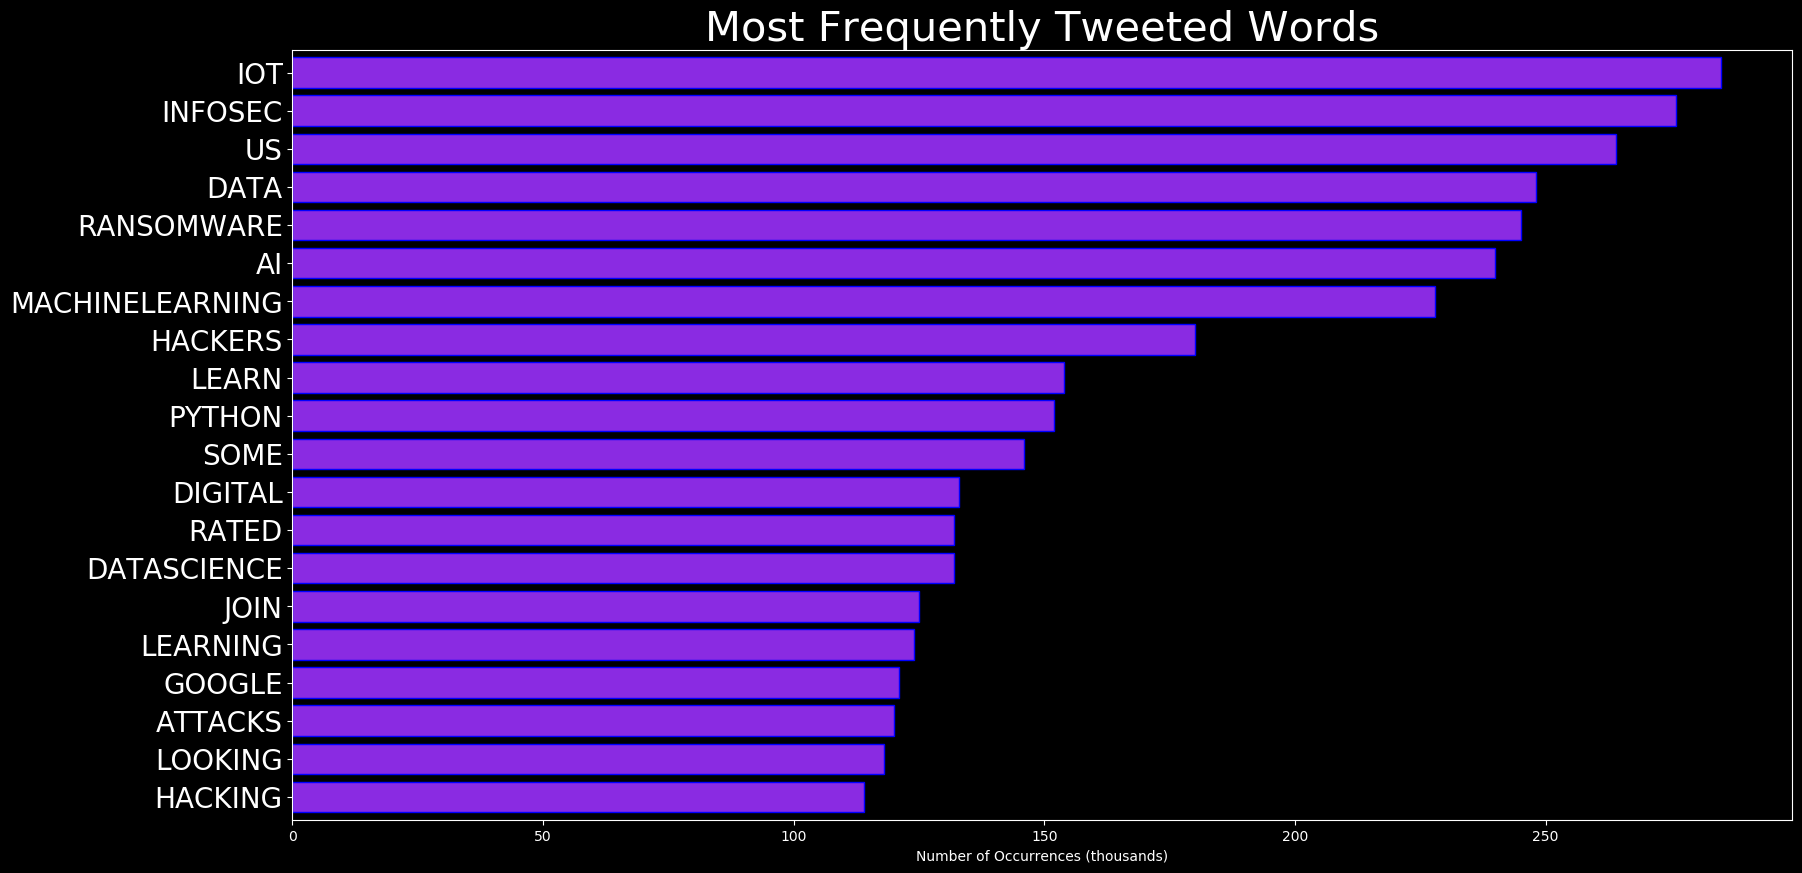 Most Frequently Tweeted Words
IOT
INFOSEC
US
DATA
RANSOMWARE
AI
MACHINELEARNING
HACKERS
LEARN
PYTHON
SOME
DIGITAL
RATED
DATASCIENCE
JOIN
LEARNING
GOOGLE
ATTACKS
LOOKING
HACKING
0 50 100 150 200 250
Number of Occurrences (thousands)